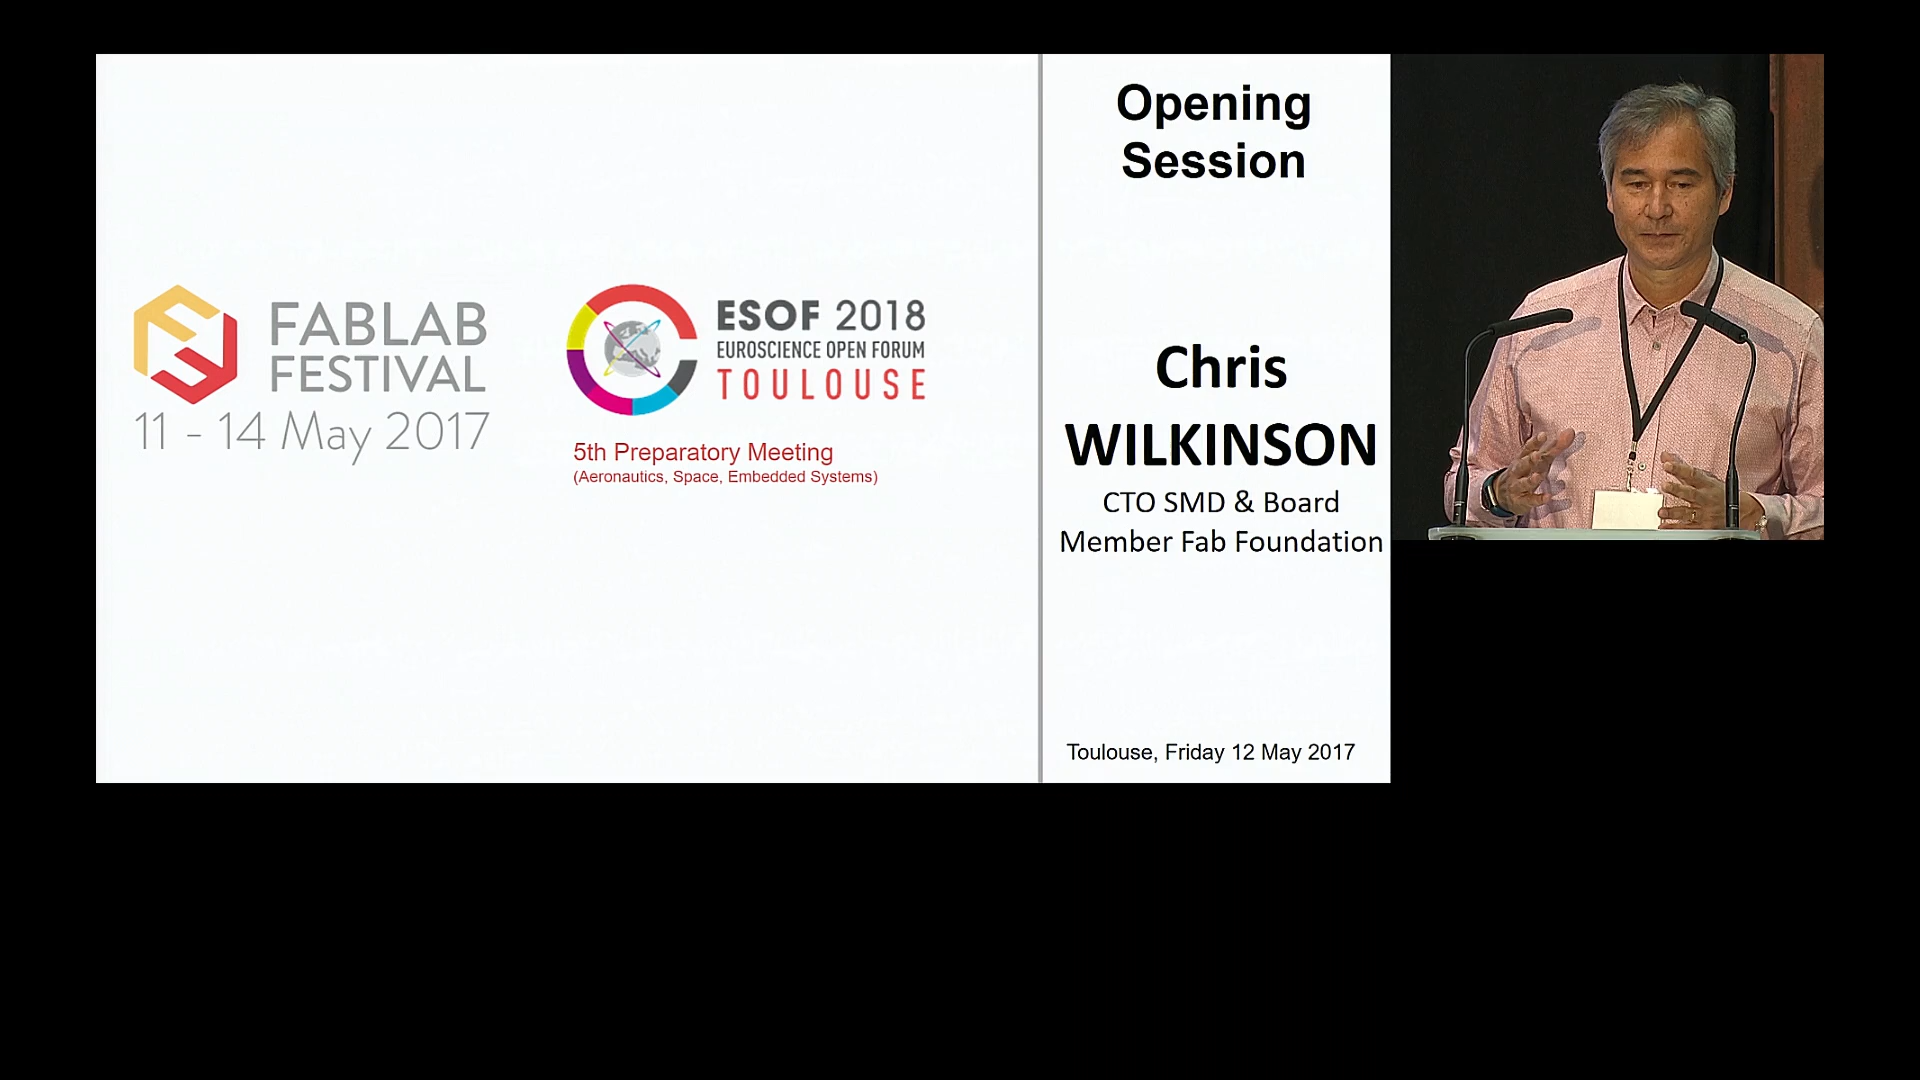 FABLAB
FESTIVAL
11 - 14 May 2017
ESOF 2018
EUROSCIENCE OPEN FORUM
TOULOUSE
5th Preparatory Meeting
(Aeronautics, Space, Embedded Systems)
Opening
Session
Chris
WILKINSON
CTO SMD & Board
Member Fab Foundation
Toulouse, Friday 12 May 2017